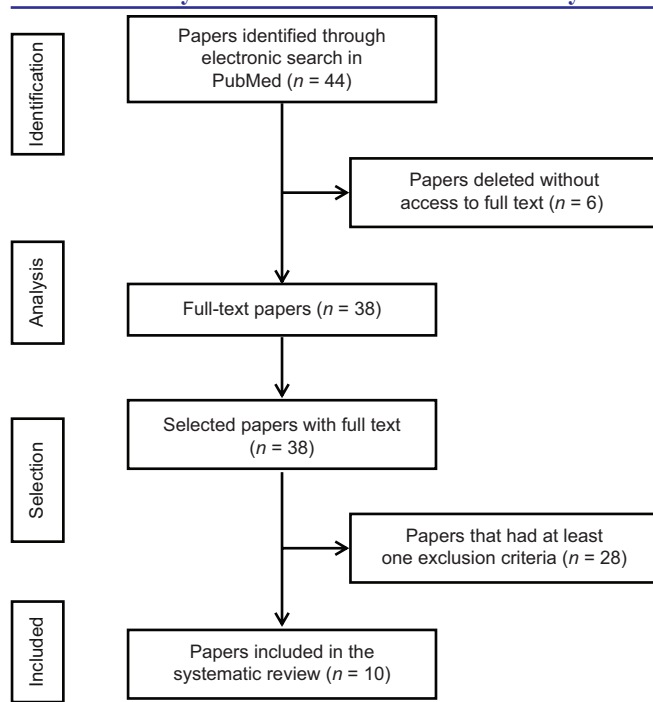 Identification
Papers identified through
electronic search in
PubMed (n = 44)
Papers deleted without
access to full text (n = 6)
Analysis
Full-text papers (n = 38)
Selection
Selected papers with full text
(n = 38)
Papers that had at least
one exclusion criteria (n = 28)
Included
Papers included in the
systematic review (n = 10)